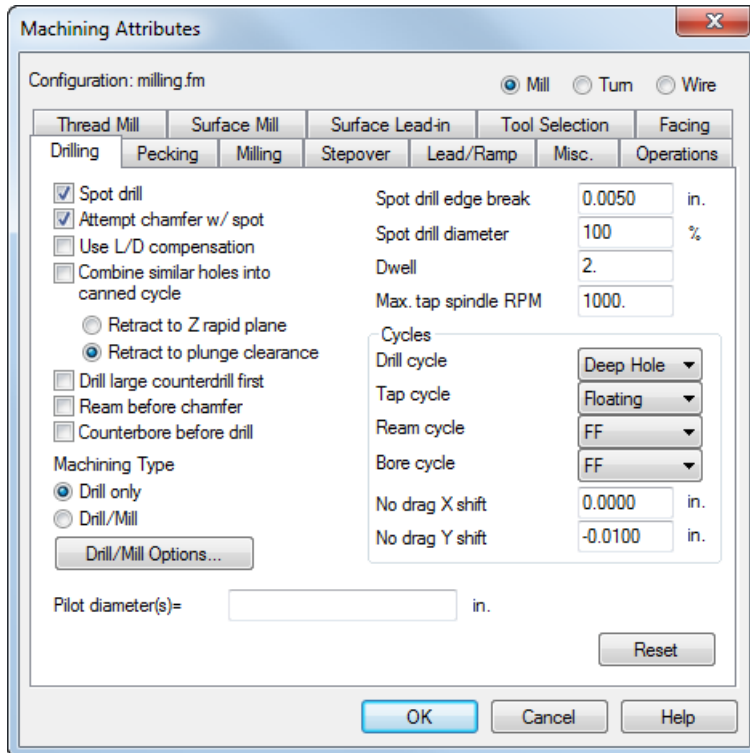 Machining Attributes
Configuration: milling.fm
Mill Turn Wire
Thread Mill Surface Mill Surface Lead-in Tool Selection Facing
Drilling Pecking Milling Stepover Lead/Ramp Misc. Operations
Spot drill
Attempt chamfer w/ spot
Use L/D compensation
Combine similar holes into
canned cycle
Retract to Z rapid plane
Retract to plunge clearance
Drill large counterdrill first
Ream before chamfer
Counterbore before drill
Machining Type
Drill only
Drill/Mill
Drill/Mill Options...
Spot drill edge break 0.0050 in.
Spot drill diameter 100 %
Dwell 2.
Max. tap spindle RPM 1000.
Cycles
Drill cycle Deep Hole
Tap cycle Floating
Ream cycle FF
Bore cycle FF
No drag X shift 0.0000 in.
No drag Y shift -0.0100 in.
Pilot diameter(s)= in.
Reset
OK Cancel Help